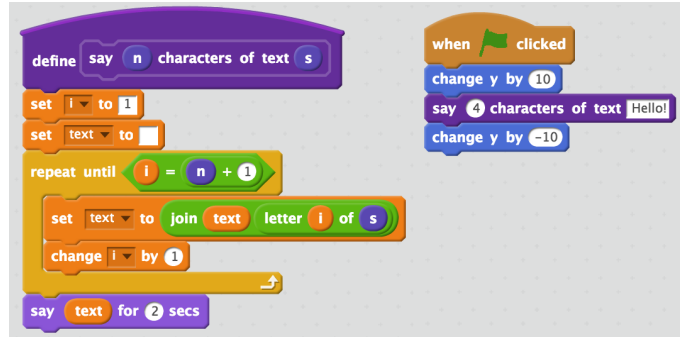 define say n characters of text s
set i to 1
set text to
repeat until i = n + 1
set text to join text letter i of s
change i by 1
say text for 2 secs
when clicked
change y by 10
say 4 characters of text Hello!
change y by -10